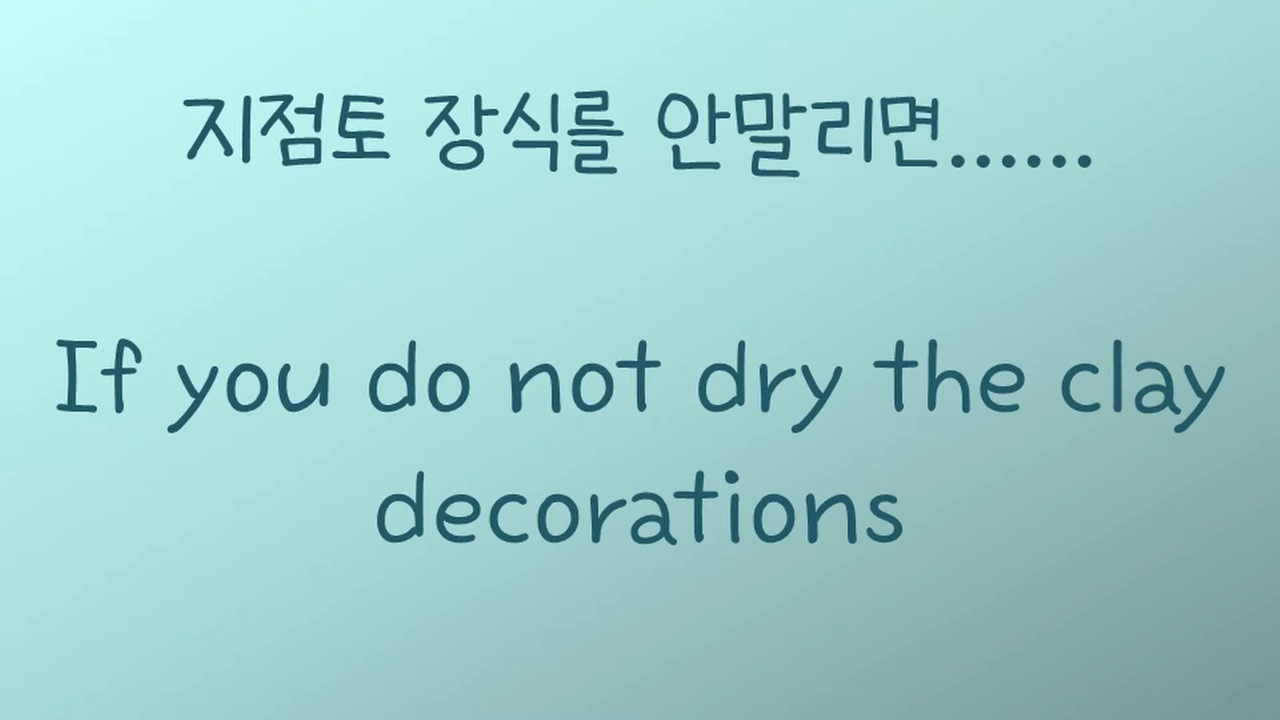 지점토 장식를 안말리면......
If you do not dry the clay
decorations